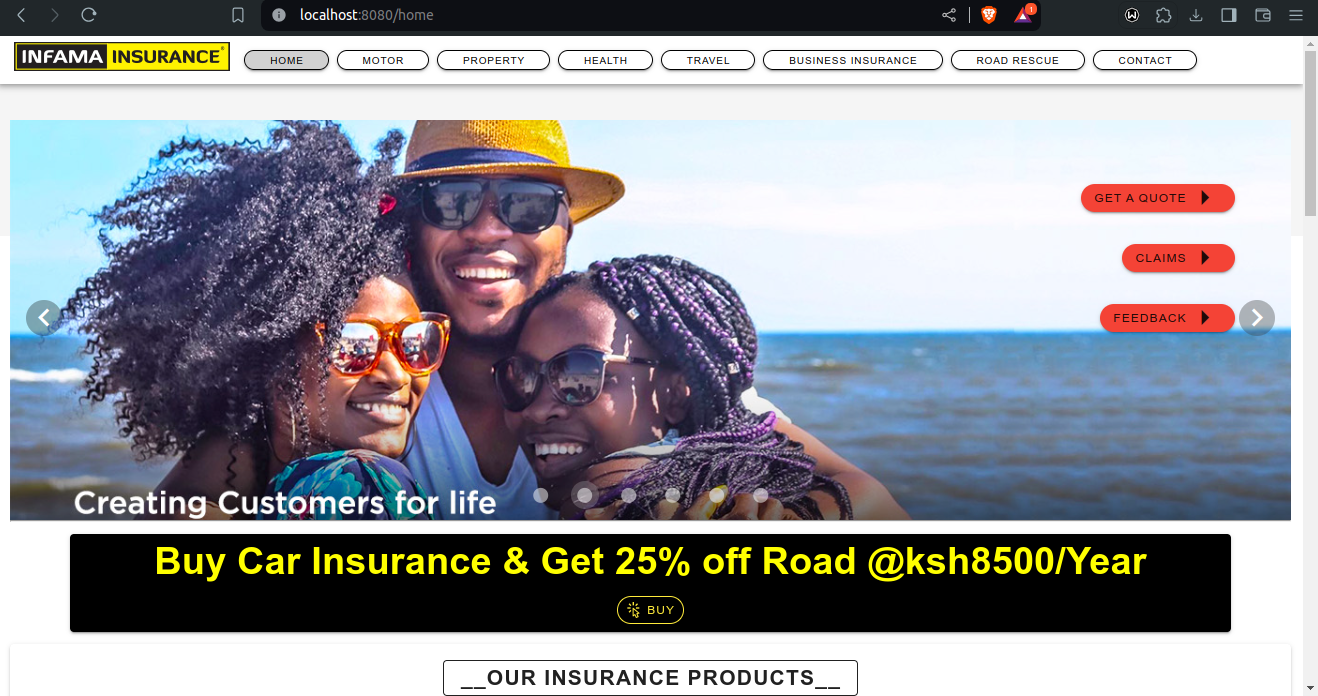 localhost:8080/home
INFAMA INSURANCE
HOME MOTOR PROPERTY HEALTH TRAVEL BUSINESS INSURANCE ROAD RESCUE CONTACT
GET A QUOTE
CLAIMS
FEEDBACK
Creating Customers for life
Buy Car Insurance & Get 25% off Road @ksh8500/Year
BUY
__OUR INSURANCE PRODUCTS__